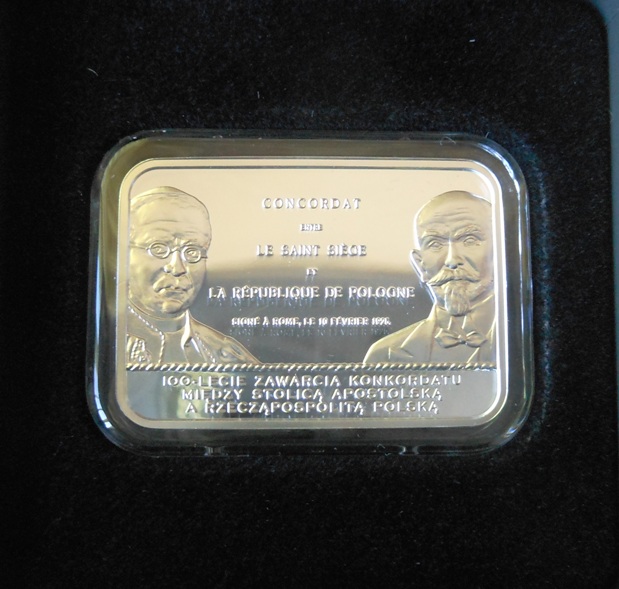 CONCORDAT
ENTRE
LE SAINT SIÈGE
ET
LA RÉPUBLIQUE DE POLOGNE
SIGNÉ À ROME, LE 10 FÉVRIER 1925.
100-LECIE ZAWARCIA KONKORDATU
MIĘDZY STOLICĄ APOSTOLSKĄ
A RZECZĄPOSPOLITĄ POLSKĄ